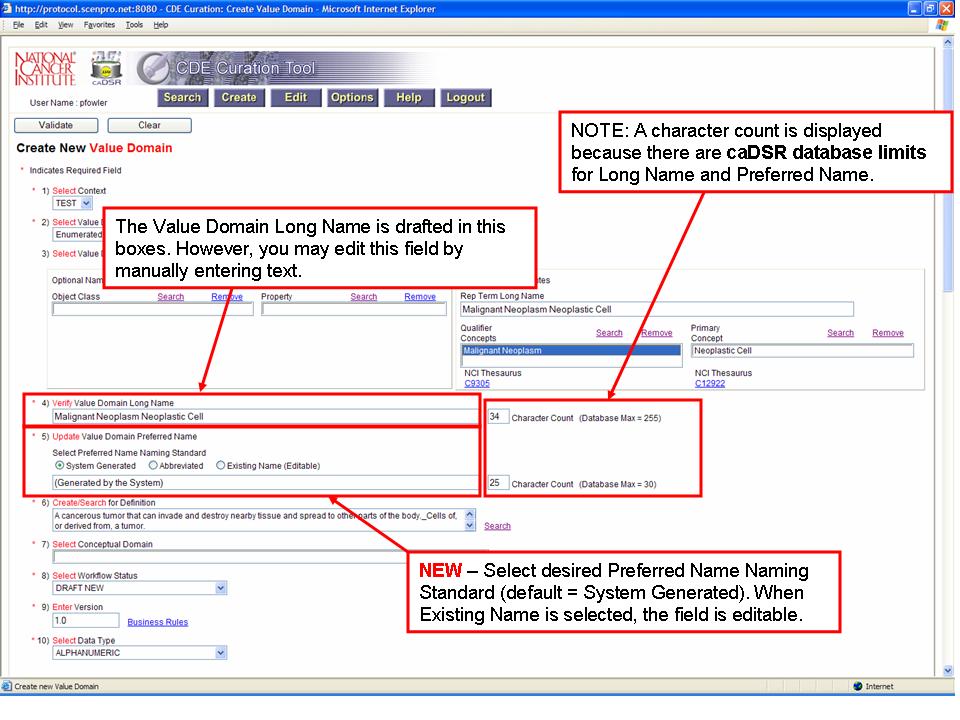 http://protocol.scenpro.net:8080 - CDE Curation: Create Value Domain - Microsoft Internet Explorer
File Edit View Favorites Tools Help
NATIONAL
CANCER
INSTITUTE
caDSR
CDE Curation Tool
User Name : pfowler
Search Create Edit Options Help Logout
Validate Clear
Create New Value Domain
* Indicates Required Field
NOTE: A character count is displayed
because there are caDSR database limits
for Long Name and Preferred Name.
* 1) Select Context
TEST
* 2) Select Value D
Enumerated
3) Select Value D
The Value Domain Long Name is drafted in this
boxes. However, you may edit this field by
manually entering text.
Optional Nam
tes
Object Class Search Remove Property Search Remove
Rep Term Long Name
Malignant Neoplasm Neoplastic Cell
Qualifier
Concepts Search Remove
Primary
Concept Search Remove
Malignant Neoplasm
Neoplastic Cell
NCI Thesaurus
C9305
NCI Thesaurus
C12922
* 4) Verify Value Domain Long Name
Malignant Neoplasm Neoplastic Cell
34 Character Count (Database Max = 255)
* 5) Update Value Domain Preferred Name
Select Preferred Name Naming Standard
System Generated Abbreviated Existing Name (Editable)
(Generated by the System)
25 Character Count (Database Max = 30)
* 6) Create/Search for Definition
A cancerous tumor that can invade and destroy nearby tissue and spread to other parts of the body._Cells of,
or derived from, a tumor.
Search
* 7) Select Conceptual Domain
NEW – Select desired Preferred Name Naming
Standard (default = System Generated). When
Existing Name is selected, the field is editable.
* 8) Select Workflow Status
DRAFT NEW
* 9) Enter Version
1.0 Business Rules
* 10) Select Data Type
ALPHANUMERIC
Create new Value Domain
Internet